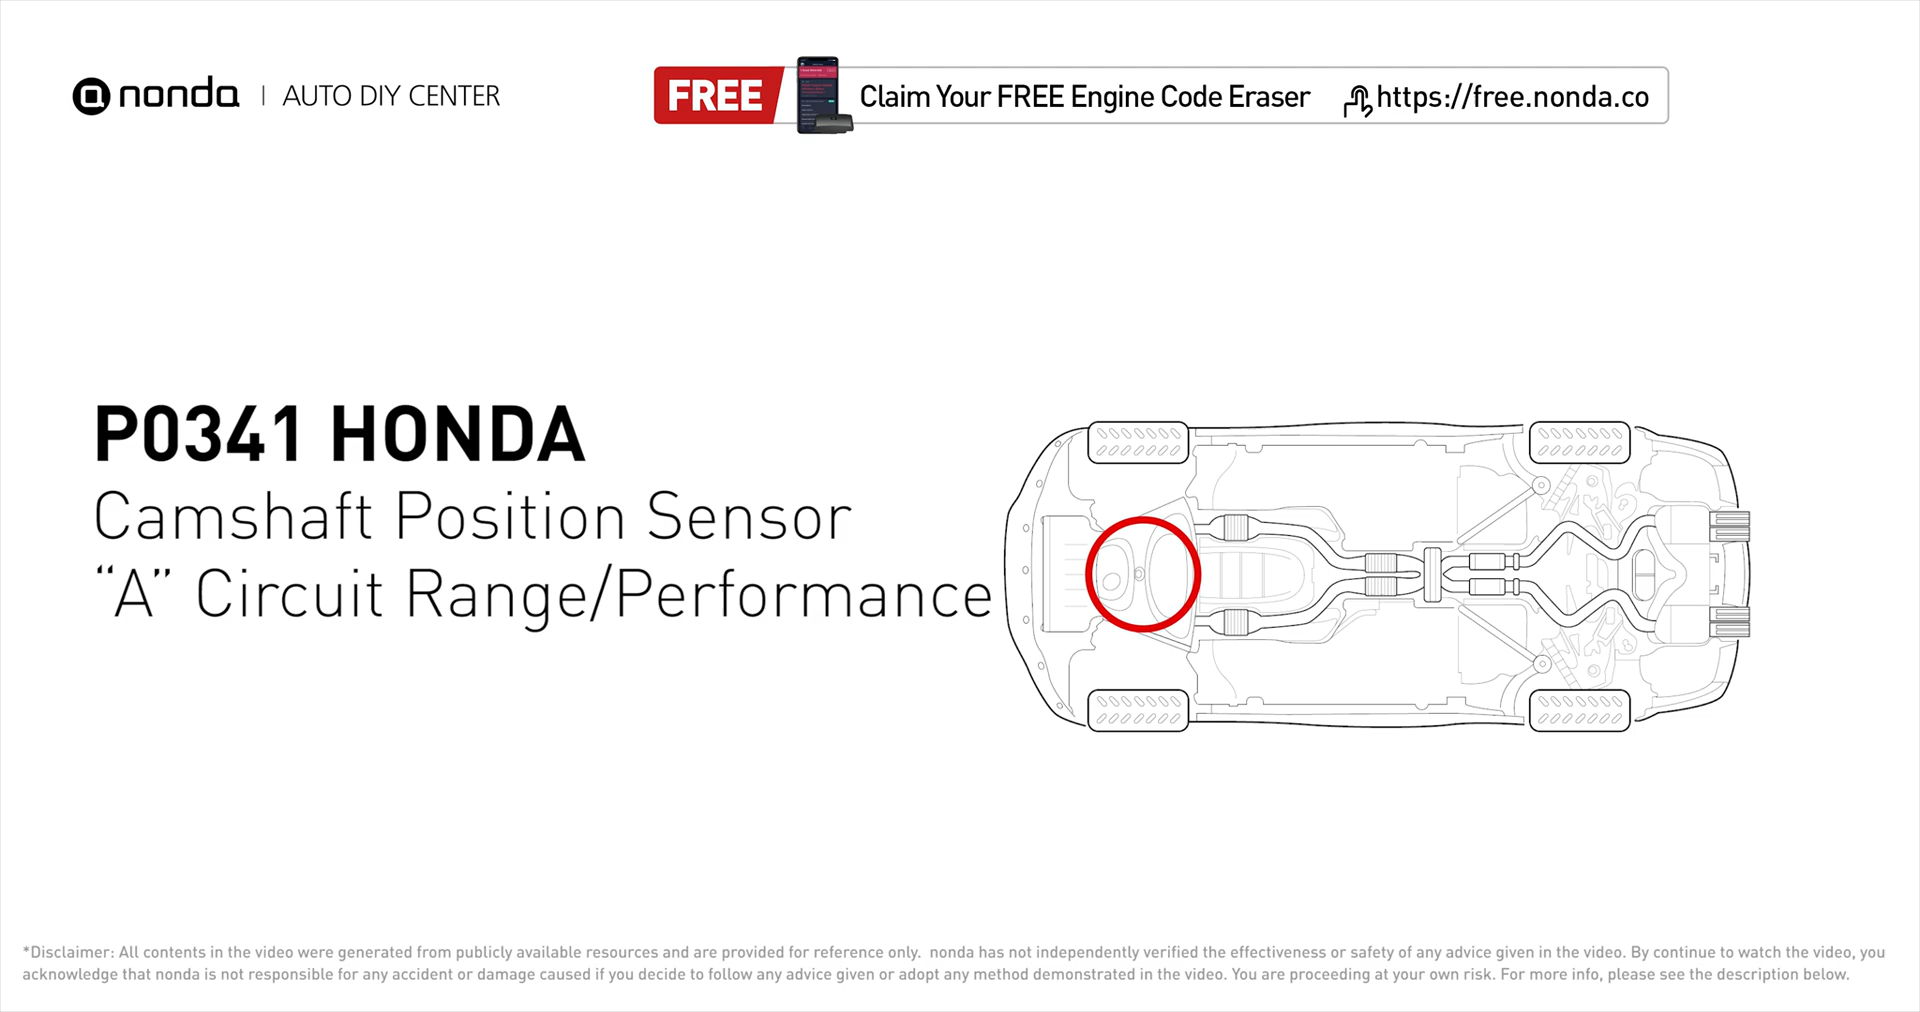 nonda | AUTO DIY CENTER
FREE Claim Your FREE Engine Code Eraser https://free.nonda.co
P0341 HONDA
Camshaft Position Sensor
“A” Circuit Range/Performance
*Disclaimer: All contents in the video were generated from publicly available resources and are provided for reference only. nonda has not independently verified the effectiveness or safety of any advice given in the video. By continue to watch the video, you
acknowledge that nonda is not responsible for any accident or damage caused if you decide to follow any advice given or adopt any method demonstrated in the video. You are proceeding at your own risk. For more info, please see the description below.